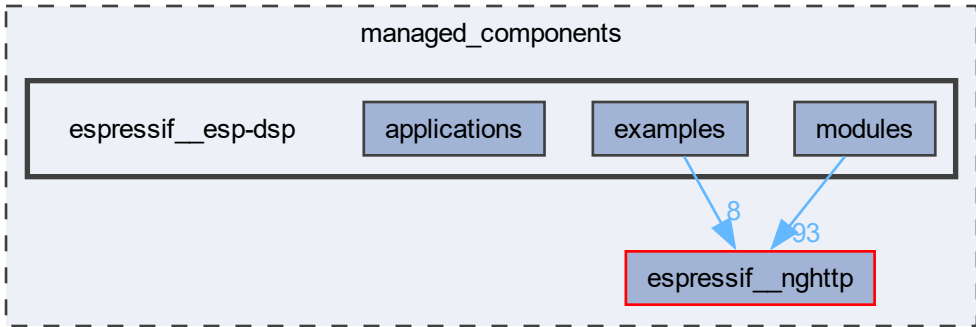 managed_components
espressif__esp-dsp
applications
examples
modules
8
93
espressif__nghttp